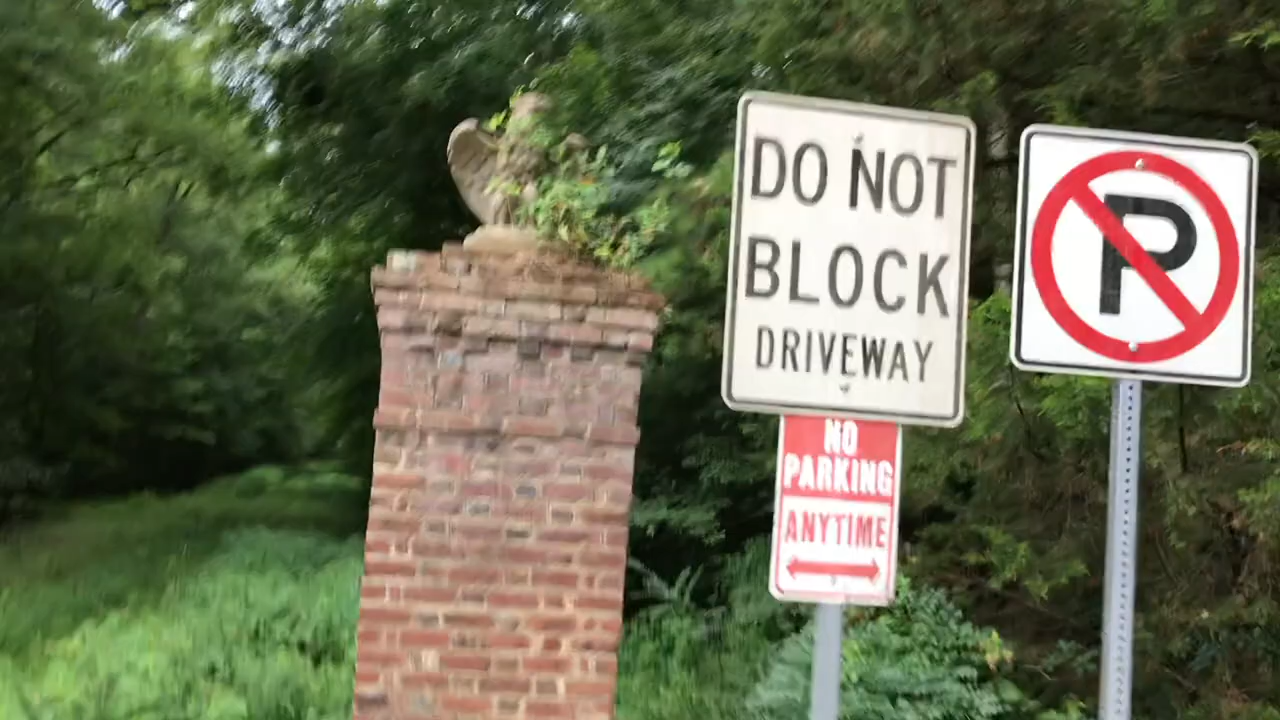 DO NOT
BLOCK
DRIVEWAY
NO
PARKING
ANYTIME
P